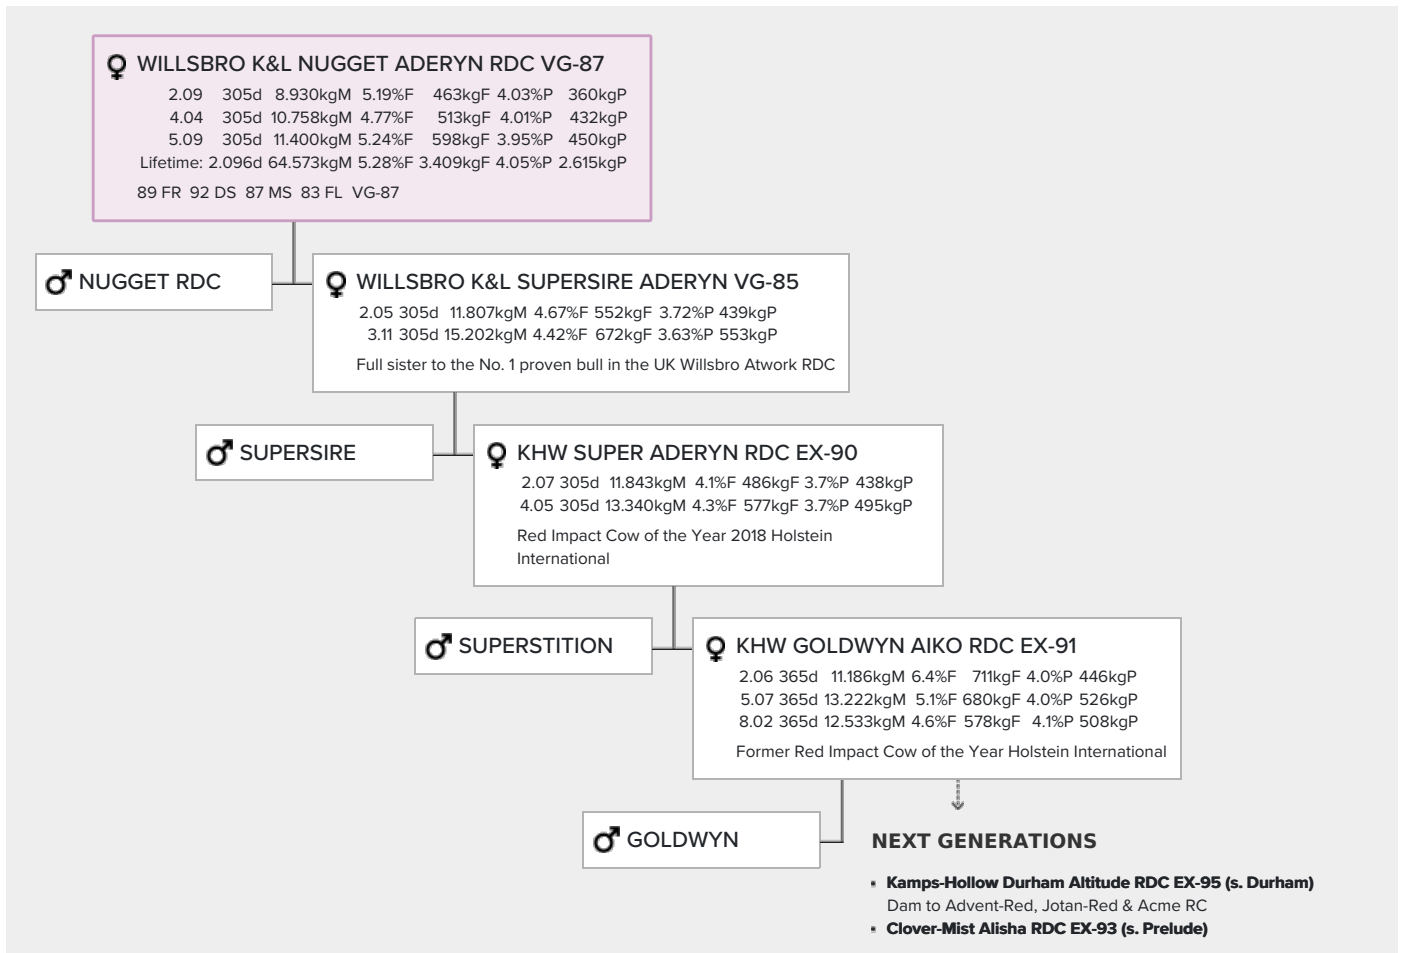 WILLSBRO K&L NUGGET ADERYN RDC VG-87
2.09 305d 8.930kgM 5.19%F 463kgF 4.03%P 360kgP
4.04 305d 10.758kgM 4.77%F 513kgF 4.01%P 432kgP
5.09 305d 11.400kgM 5.24%F 598kgF 3.95%P 450kgP
Lifetime: 2.096d 64.573kgM 5.28%F 3.409kgF 4.05%P 2.615kgP
89 FR 92 DS 87 MS 83 FL VG-87
NUGGET RDC
WILLSBRO K&L SUPERSIRE ADERYN VG-85
2.05 305d 11.807kgM 4.67%F 552kgF 3.72%P 439kgP
3.11 305d 15.202kgM 4.42%F 672kgF 3.63%P 553kgP
Full sister to the No. 1 proven bull in the UK Willsbro Atwork RDC
SUPERSIRE
KHW SUPER ADERYN RDC EX-90
2.07 305d 11.843kgM 4.1%F 486kgF 3.7%P 438kgP
4.05 305d 13.340kgM 4.3%F 577kgF 3.7%P 495kgP
Red Impact Cow of the Year 2018 Holstein
International
SUPERSTITION
KHW GOLDWYN AIKO RDC EX-91
2.06 365d 11.186kgM 6.4%F 711kgF 4.0%P 446kgP
5.07 365d 13.222kgM 5.1%F 680kgF 4.0%P 526kgP
8.02 365d 12.533kgM 4.6%F 578kgF 4.1%P 508kgP
Former Red Impact Cow of the Year Holstein International
GOLDWYN
NEXT GENERATIONS
Kamps-Hollow Durham Altitude RDC EX-95 (s. Durham)
Dam to Advent-Red, Jotan-Red & Acme RC
Clover-Mist Alisha RDC EX-93 (s. Prelude)